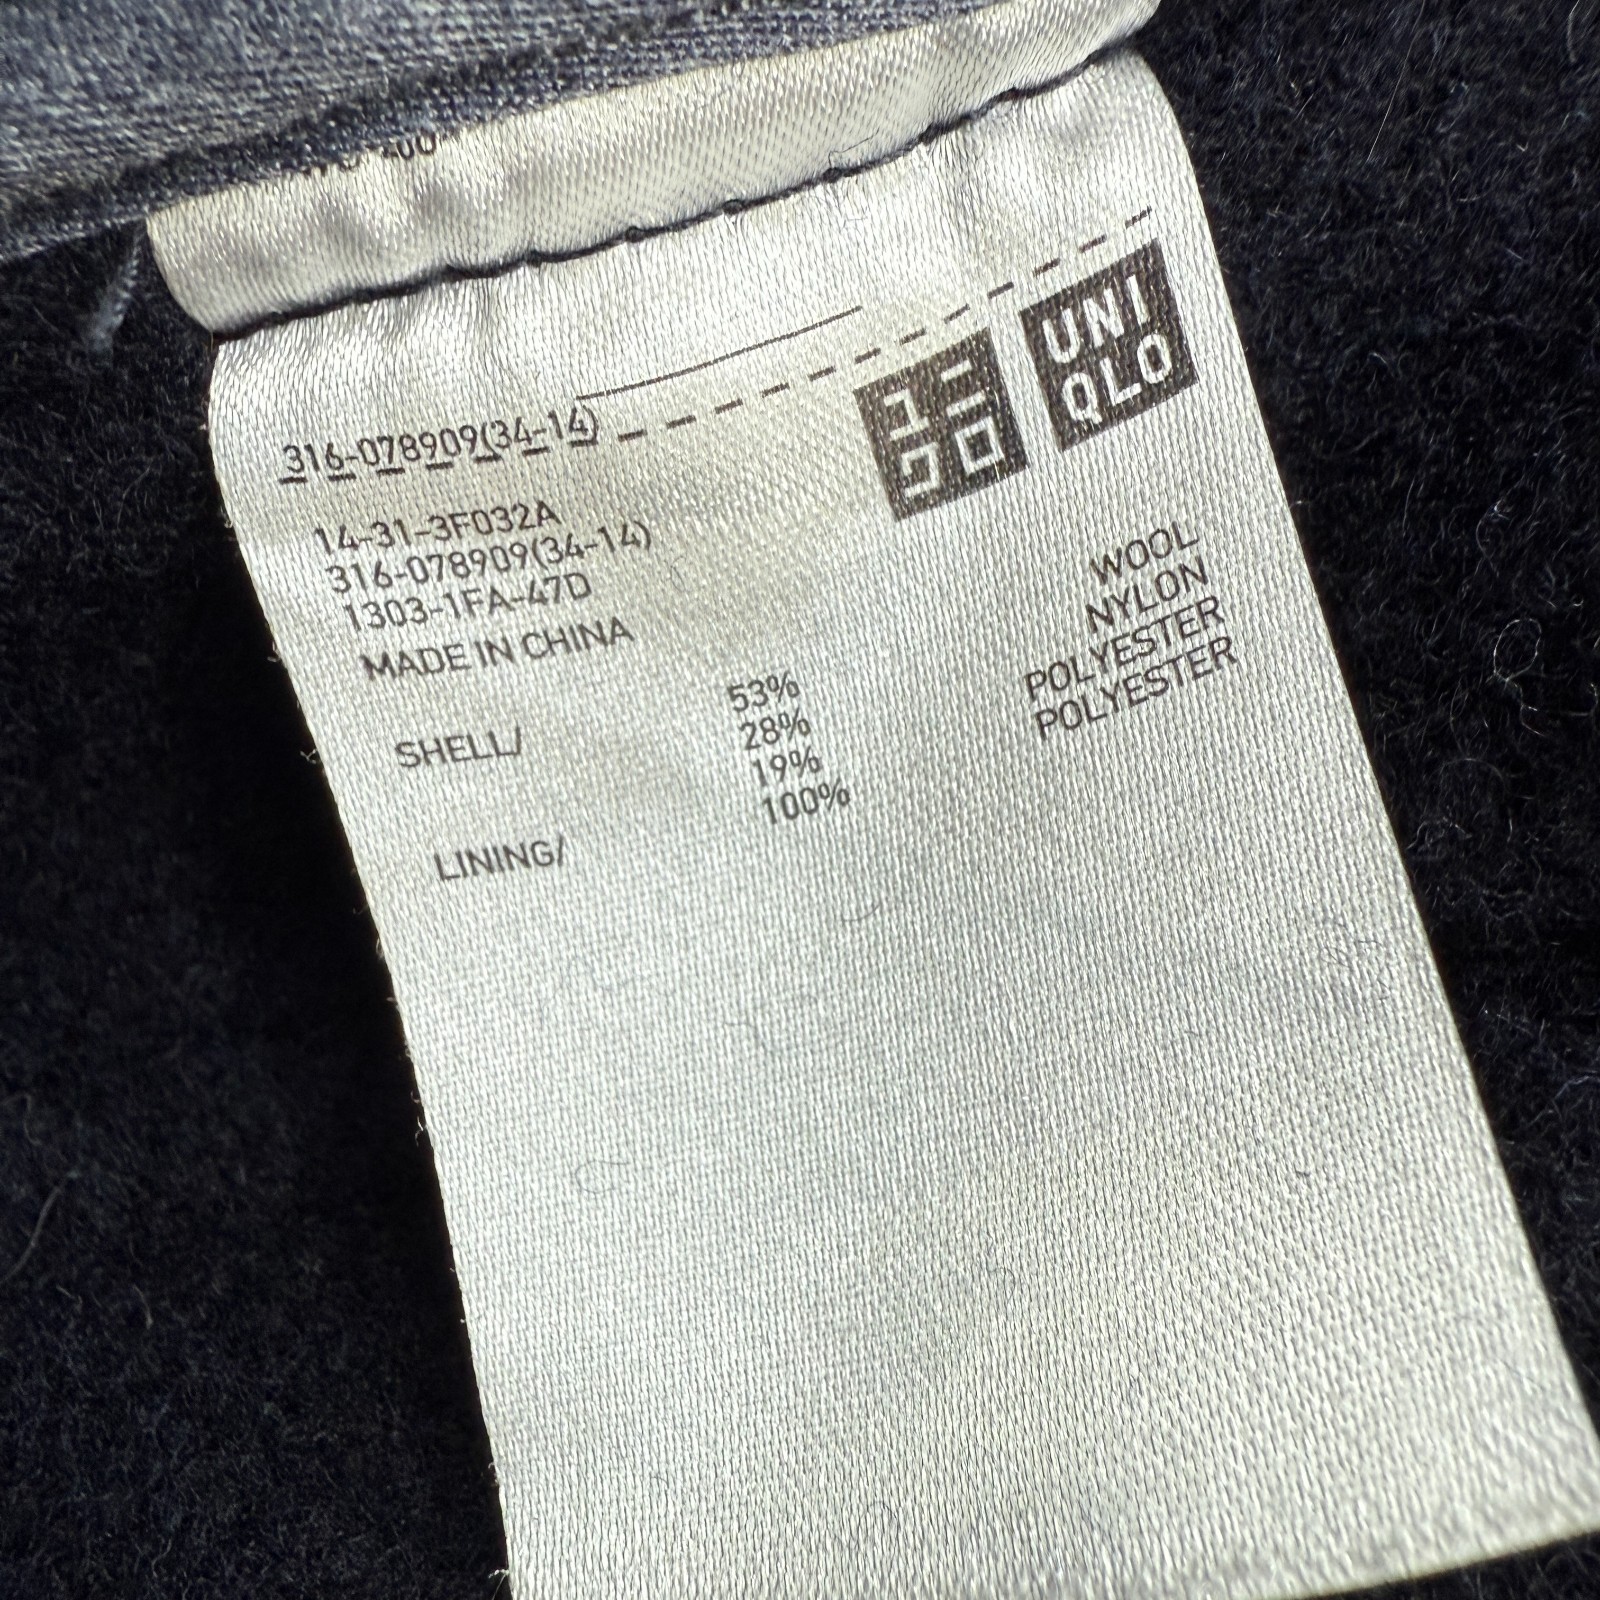 ユニ
クロ
UNI
QLO
316-078909(34-14)
14-31-3F032A
316-078909(34-14)
1303-1FA-47D
MADE IN CHINA
SHELL/ 53% WOOL
28% NYLON
19% POLYESTER
LINING/ 100% POLYESTER